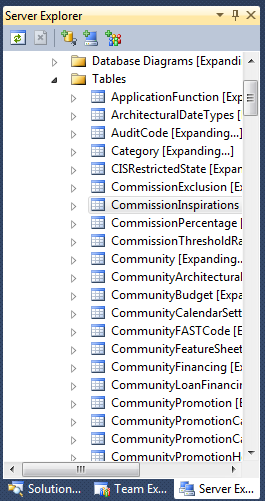 Server Explorer
Database Diagrams [Expandi
Tables
ApplicationFunction [Exp
ArchitecturalDateTypes [
AuditCode [Expanding...]
Category [Expanding...]
CISRestrictedState [Expan
CommissionExclusion [Ex
CommissionInspirations
CommissionPercentage [
CommissionThresholdRa
Community [Expanding..
CommunityArchitectural
CommunityBudget [Expa
CommunityCalendarSett
CommunityFASTCode [E
CommunityFeatureSheet
CommunityFinancing [Ex
CommunityLoanFinancin
CommunityPromotion [E
CommunityPromotionCa
CommunityPromotionCa
CommunityPromotionH
Solution... Team Ex... Server Ex...